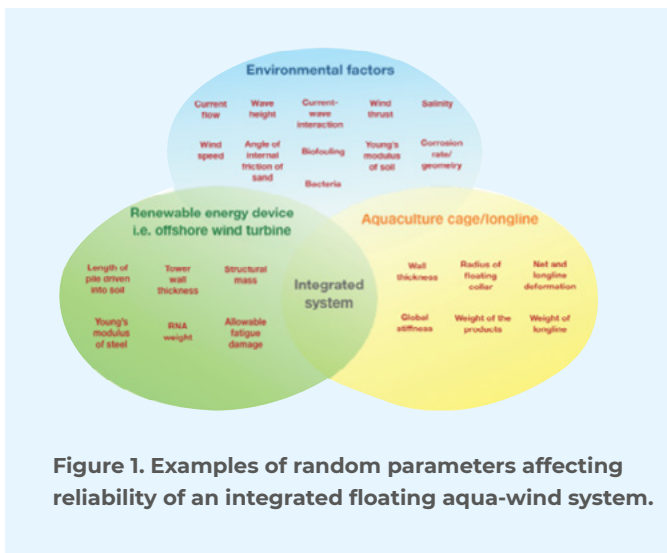 Environmental factors
Current flow
Wave height
Current-wave interaction
Wind thrust
Salinity
Wind speed
Angle of internal friction of sand
Biofouling
Young's modulus of soil
Corrosion rate/geometry
Bacteria
Renewable energy device
i.e. offshore wind turbine
Aquaculture cage/longline
Length of pile driven into soil
Tower wall thickness
Structural mass
Integrated
system
Wall thickness
Radius of floating collar
Net and longline deformation
Young's modulus of steel
RNA weight
Allowable fatigue damage
Global stiffness
Weight of the products
Weight of longline
Figure 1. Examples of random parameters affecting
reliability of an integrated floating aqua-wind system.